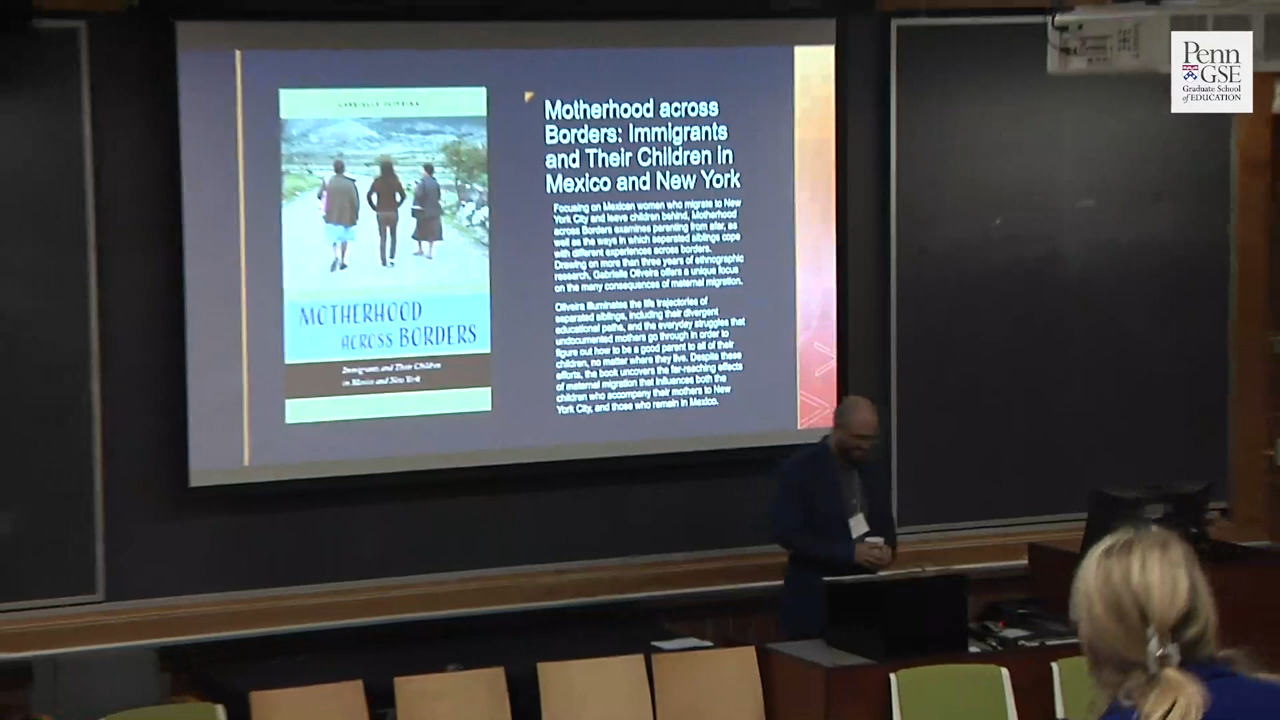 Penn
GSE
Graduate School
of EDUCATION
GABRIELLE OLIVEIRA
MOTHERHOOD
ACROSS BORDERS
Immigrants and Their Children
in Mexico and New York
Motherhood across
Borders: Immigrants
and Their Children in
Mexico and New York
Focusing on Mexican women who migrate to New
York City and leave children behind, Motherhood
across Borders examines parenting from afar, as
well as the ways in which separated siblings cope
with different experiences across borders.
Drawing on more than three years of ethnographic
research, Gabrielle Oliveira offers a unique focus
on the many consequences of maternal migration.
Oliveira illuminates the life trajectories of
separated siblings, including their divergent
educational paths, and the everyday struggles that
undocumented mothers go through in order to
figure out how to be a good parent to all of their
children, no matter where they live. Despite these
efforts, the book uncovers the far-reaching effects
of maternal migration that influences both the
children who accompany their mothers to New
York City, and those who remain in Mexico.